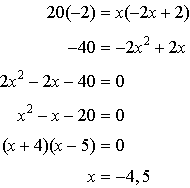 20(−2) = x(−2x + 2)
−40 = −2x² + 2x
2x² − 2x − 40 = 0
x² − x − 20 = 0
(x + 4)(x − 5) = 0
x = −4, 5